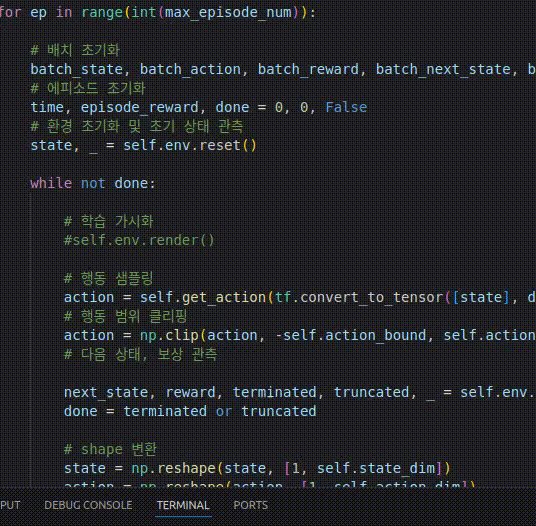 for ep in range(int(max_episode_num)):
# 배치 초기화
batch_state, batch_action, batch_reward, batch_next_state, b
# 에피소드 초기화
time, episode_reward, done = 0, 0, False
# 환경 초기화 및 초기 상태 관측
state, _ = self.env.reset()
while not done:
# 학습 가시화
#self.env.render()
# 행동 샘플링
action = self.get_action(tf.convert_to_tensor([state], d
# 행동 범위 클리핑
action = np.clip(action, -self.action_bound, self.action
# 다음 상태, 보상 관측
next_state, reward, terminated, truncated, _ = self.env.
done = terminated or truncated
# shape 변환
state = np.reshape(state, [1, self.state_dim])
action = np.reshape(action, [1, self.action_dim])
PUT DEBUG CONSOLE TERMINAL PORTS